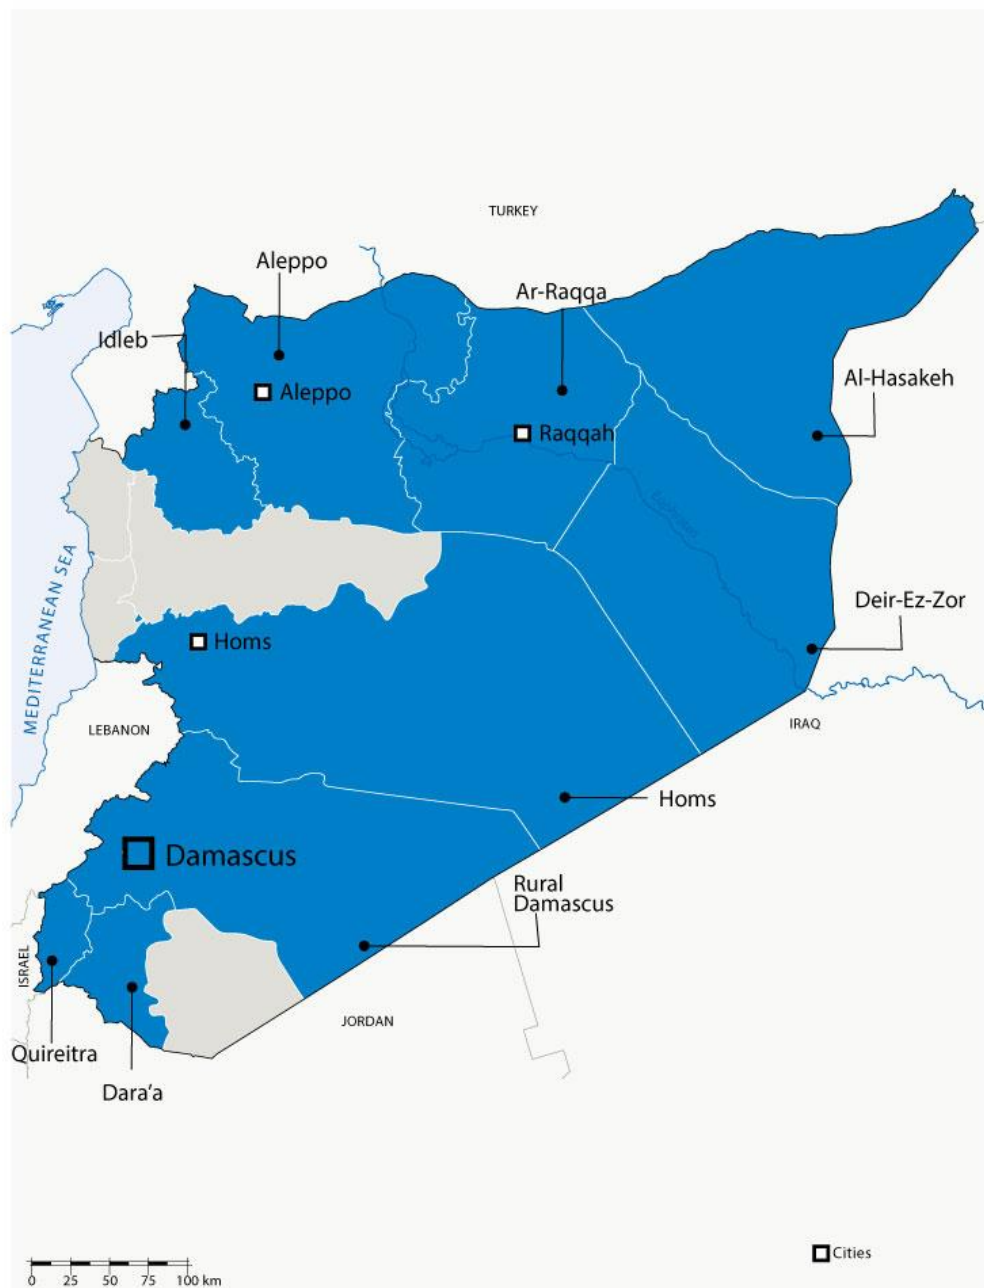 TURKEY
Aleppo
Ar-Raqqa
Idleb
Al-Hasakeh
Aleppo
Raqqah
Euphrates
MEDITERRANEAN SEA
Deir-Ez-Zor
Homs
LEBANON
IRAQ
Homs
Damascus
Rural
Damascus
ISRAEL
JORDAN
Quireitra
Dara'a
Cities
0 25 50 75 100 km